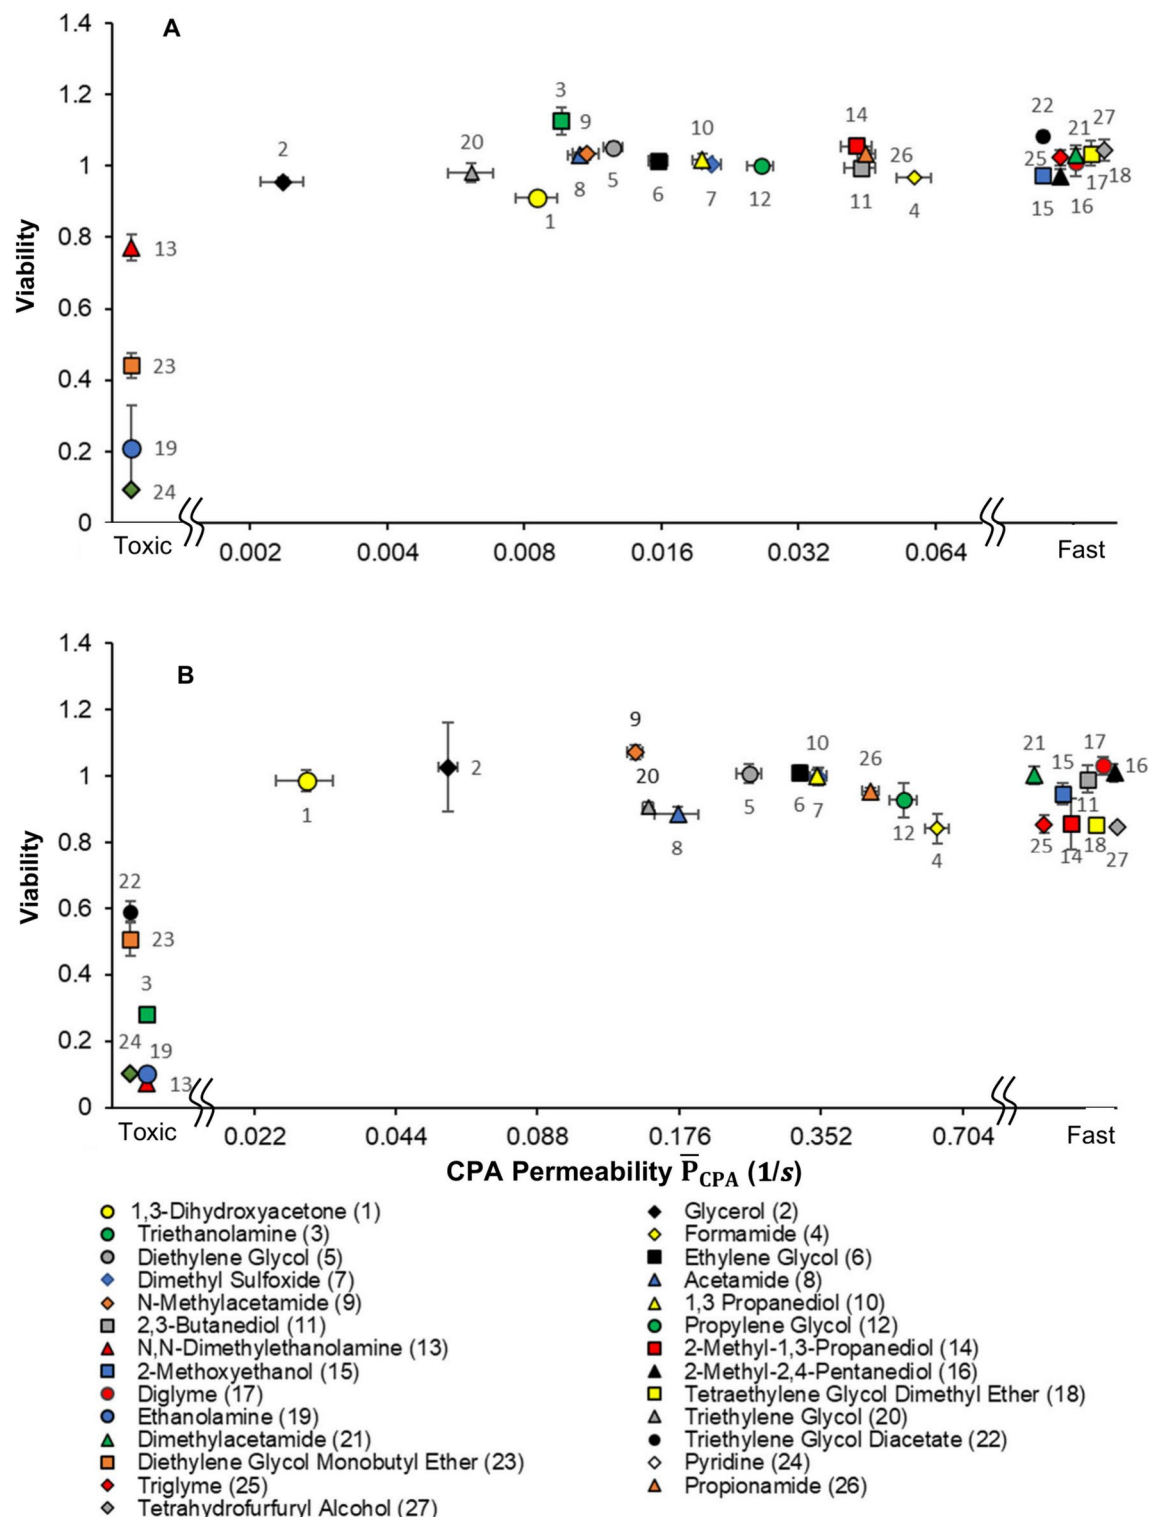 A
1.4
1.2
1
0.8
0.6
0.4
0.2
0
Viability
2
20
3
9
8
5
1
6
10
7
12
14
11
26
4
22
21
27
25
17
18
15
16
13
23
19
24
Toxic
0.002
0.004
0.008
0.016
0.032
0.064
Fast
B
1.4
1.2
1
0.8
0.6
0.4
0.2
0
Viability
1
2
9
20
8
5
6
10
7
26
12
4
21
15
17
16
11
25
14
18
27
22
23
3
24
19
13
Toxic
0.022
0.044
0.088
0.176
0.352
0.704
Fast
CPA Permeability P̅CPA (1/s)
1,3-Dihydroxyacetone (1)
Triethanolamine (3)
Diethylene Glycol (5)
Dimethyl Sulfoxide (7)
N-Methylacetamide (9)
2,3-Butanediol (11)
N,N-Dimethylethanolamine (13)
2-Methoxyethanol (15)
Diglyme (17)
Ethanolamine (19)
Dimethylacetamide (21)
Diethylene Glycol Monobutyl Ether (23)
Triglyme (25)
Tetrahydrofurfuryl Alcohol (27)
Glycerol (2)
Formamide (4)
Ethylene Glycol (6)
Acetamide (8)
1,3 Propanediol (10)
Propylene Glycol (12)
2-Methyl-1,3-Propanediol (14)
2-Methyl-2,4-Pentanediol (16)
Tetraethylene Glycol Dimethyl Ether (18)
Triethylene Glycol (20)
Triethylene Glycol Diacetate (22)
Pyridine (24)
Propionamide (26)